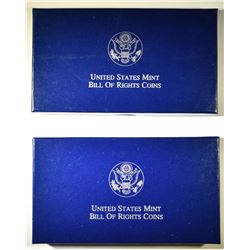 United States Mint
Bill Of Rights Coins
United States Mint
Bill Of Rights Coins